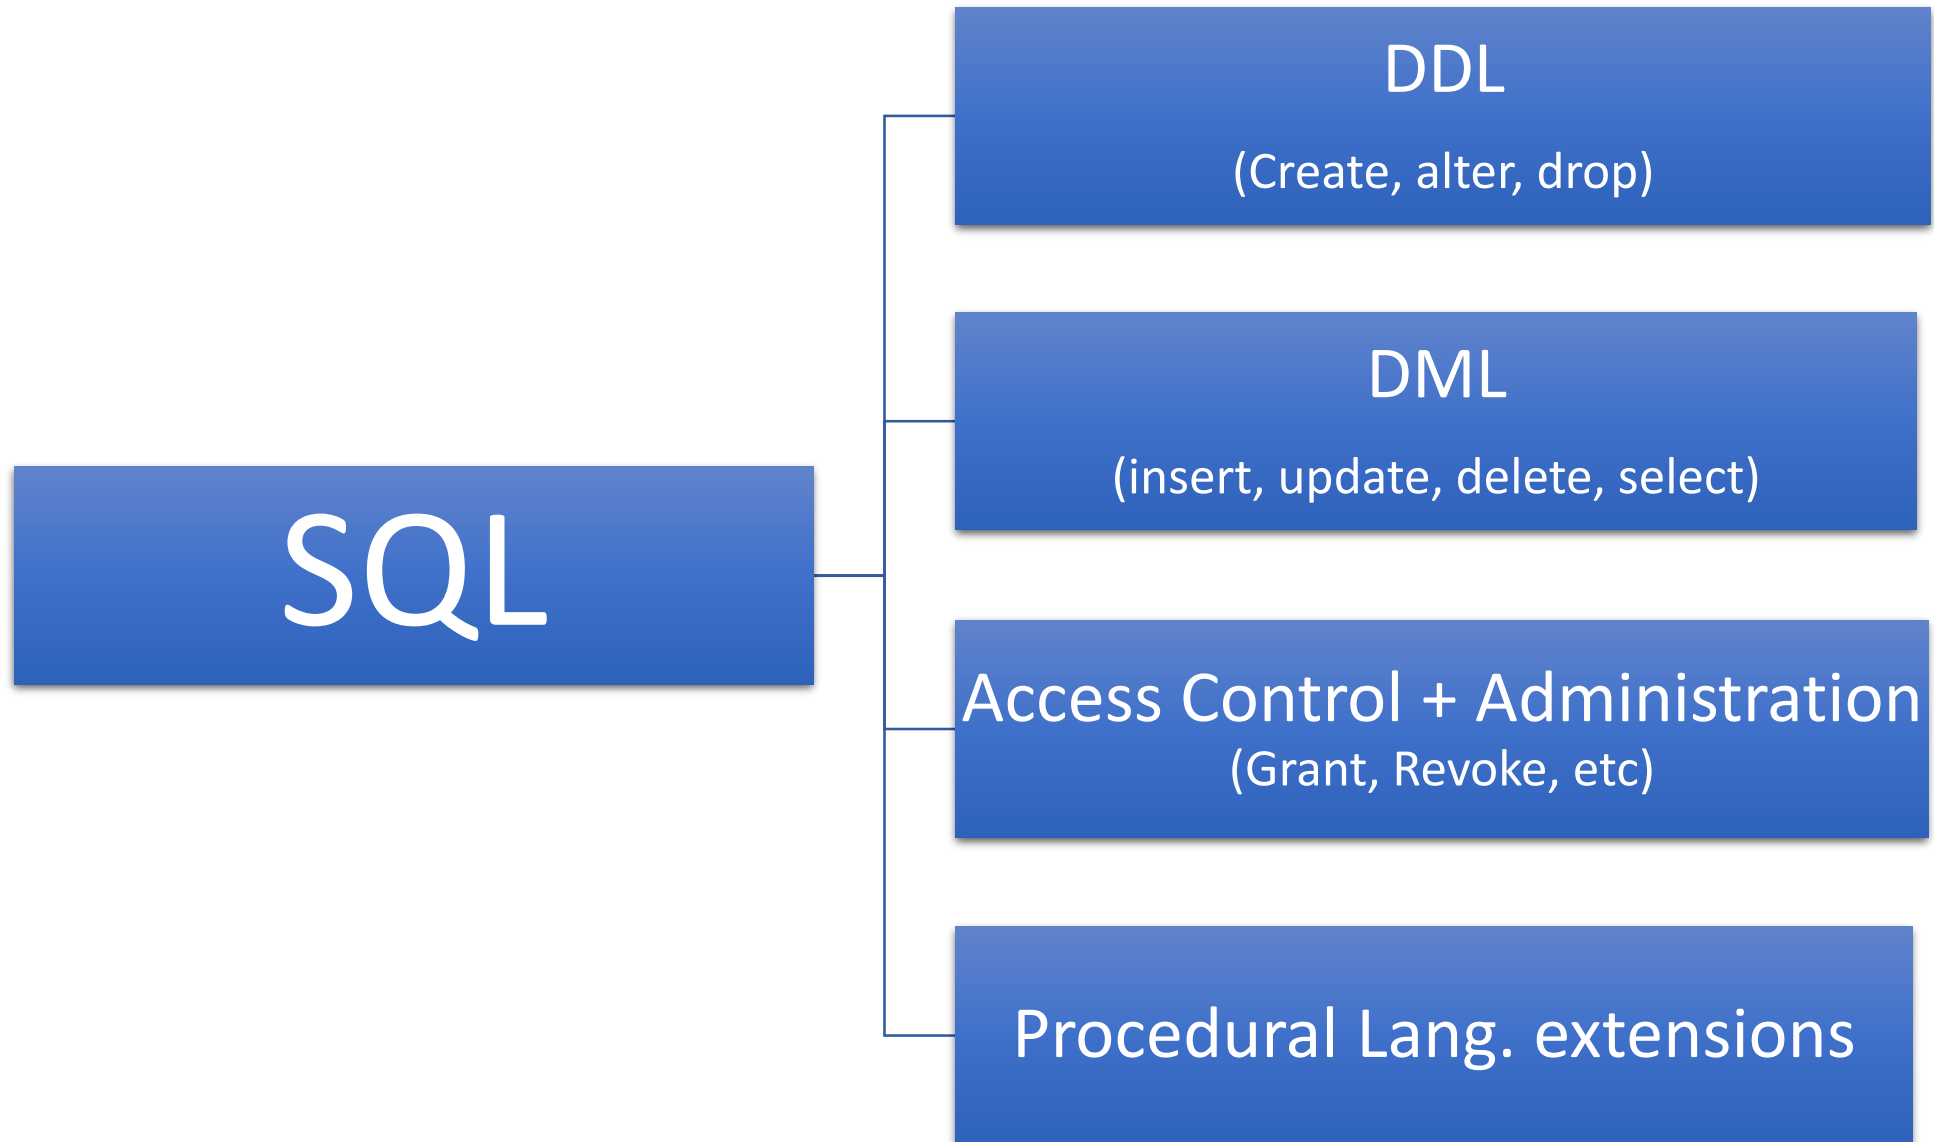 SQL
DDL
(Create, alter, drop)
DML
(insert, update, delete, select)
Access Control + Administration
(Grant, Revoke, etc)
Procedural Lang. extensions